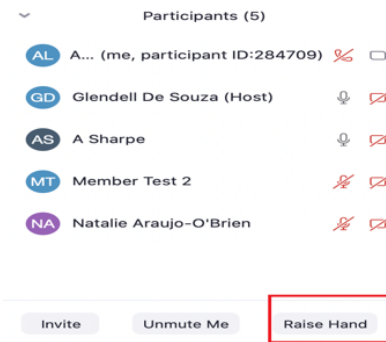 Participants (5)
AL A... (me, participant ID:284709)
GD Glendell De Souza (Host)
AS A Sharpe
MT Member Test 2
NA Natalie Araujo-O'Brien
Invite Unmute Me Raise Hand